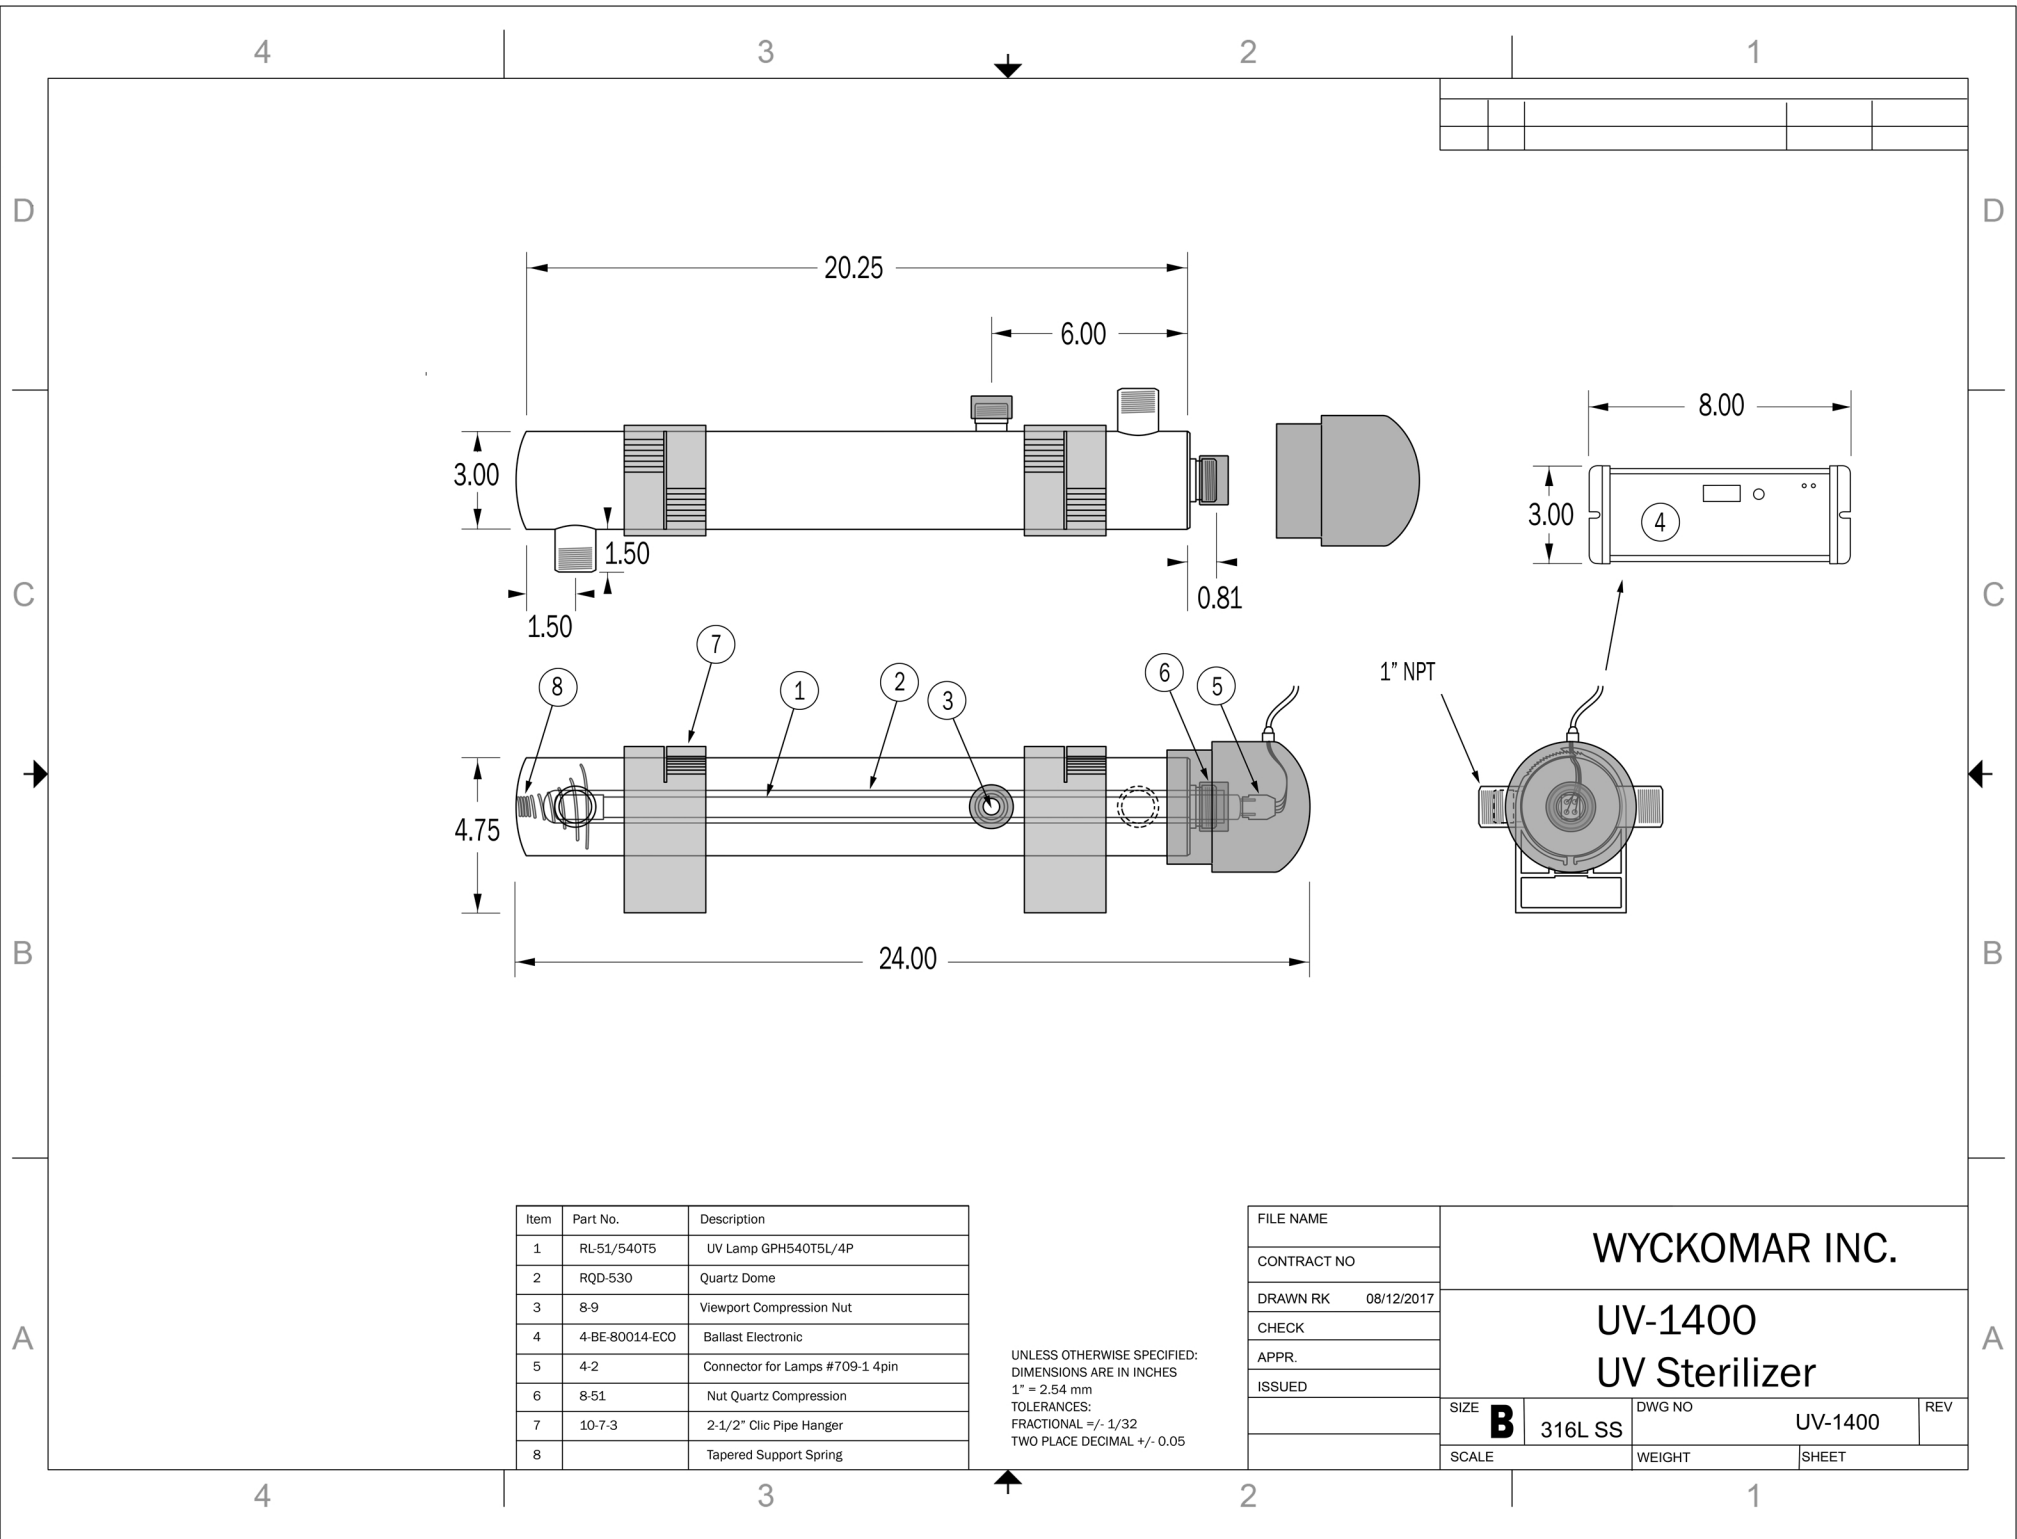 4 3 2 1
D D
20.25
6.00
8.00
3.00
3.00
4
1.50
C C
0.81
1.50
7
6
1" NPT
8 1 2 5
3
4.75
B B
24.00
Item Part No. Description
1 RL-51/540T5 UV Lamp GPH540T5L/4P
2 RQD-530 Quartz Dome
3 8-9 Viewport Compression Nut
4 4-BE-80014-ECO Ballast Electronic
5 4-2 Connector for Lamps #709-1 4pin
6 8-51 Nut Quartz Compression
7 10-7-3 2-1/2" Clic Pipe Hanger
8 Tapered Support Spring
A A
UNLESS OTHERWISE SPECIFIED:
DIMENSIONS ARE IN INCHES
1" = 2.54 mm
TOLERANCES:
FRACTIONAL =/- 1/32
TWO PLACE DECIMAL +/- 0.05
FILE NAME
CONTRACT NO
DRAWN RK 08/12/2017
CHECK
APPR.
ISSUED
WYCKOMAR INC.
UV-1400
UV Sterilizer
SIZE B 316L SS DWG NO UV-1400 REV
SCALE WEIGHT SHEET
4 3 2 1